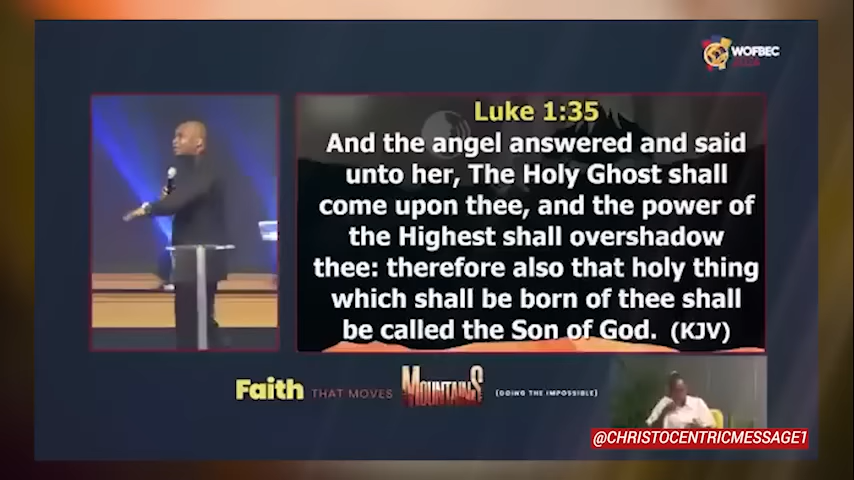 WOFBEC
Luke 1:35
And the angel answered and said
unto her, The Holy Ghost shall
come upon thee, and the power of
the Highest shall overshadow
thee: therefore also that holy thing
which shall be born of thee shall
be called the Son of God. (KJV)
Faith THAT MOVES MOUNTAINS (DOING THE IMPOSSIBLE)
@CHRISTOCENTRICMESSAGE1